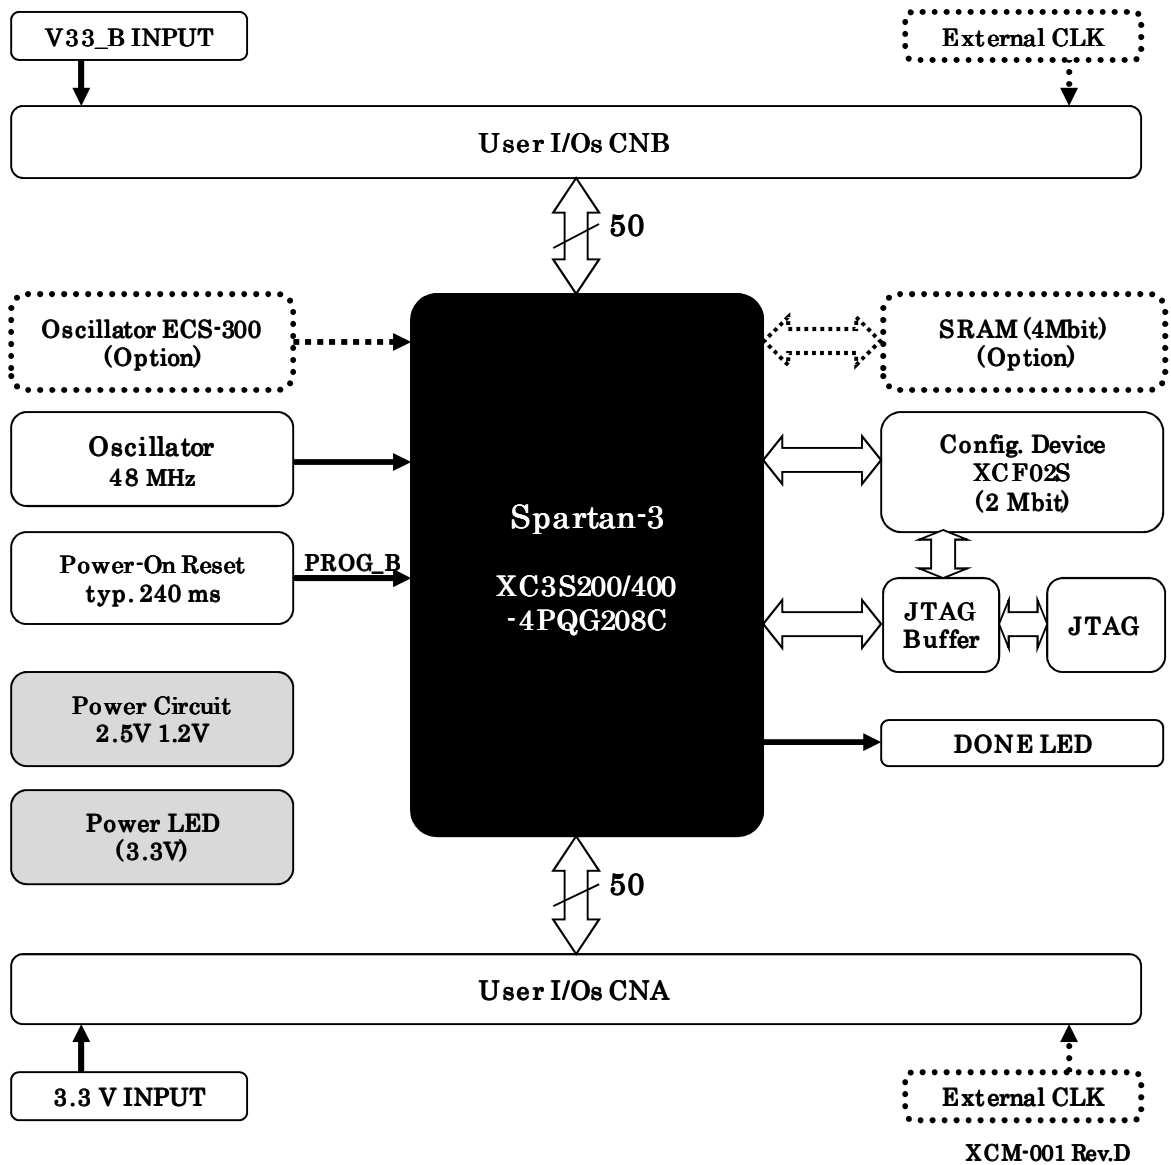 V33_B INPUT
External CLK
User I/Os CNB
50
Oscillator ECS-300
(Option)
SRAM (4Mbit)
(Option)
Oscillator
48 MHz
Config. Device
XCF02S
(2 Mbit)
Spartan-3
XC3S200/400
-4PQG208C
Power-On Reset
typ. 240 ms
PROG_B
JTAG
Buffer
JTAG
Power Circuit
2.5V 1.2V
DONE LED
Power LED
(3.3V)
50
User I/Os CNA
3.3 V INPUT
External CLK
XCM-001 Rev.D